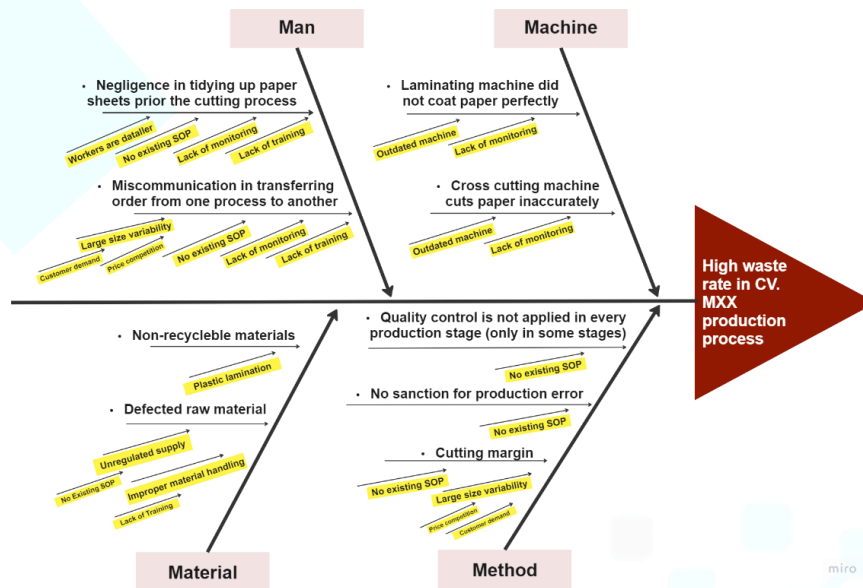 Man
Machine
• Negligence in tidying up paper
sheets prior the cutting process
Workers are dataller
No existing SOP
Lack of monitoring
Lack of training
• Laminating machine did
not coat paper perfectly
Outdated machine
Lack of monitoring
• Miscommunication in transferring
order from one process to another
Large size variability
Customer demand
Price competition
No existing SOP
Lack of monitoring
Lack of training
• Cross cutting machine
cuts paper inaccurately
Outdated machine
Lack of monitoring
High waste
rate in CV.
MXX
production
process
• Non-recycleble materials
Plastic lamination
• Defected raw material
Unregulated supply
No Existing SOP
Improper material handling
Lack of Training
• Quality control is not applied in every
production stage (only in some stages)
No existing SOP
• No sanction for production error
No existing SOP
• Cutting margin
No existing SOP
Large size variability
Price competition
Customer demand
Material
Method
miro